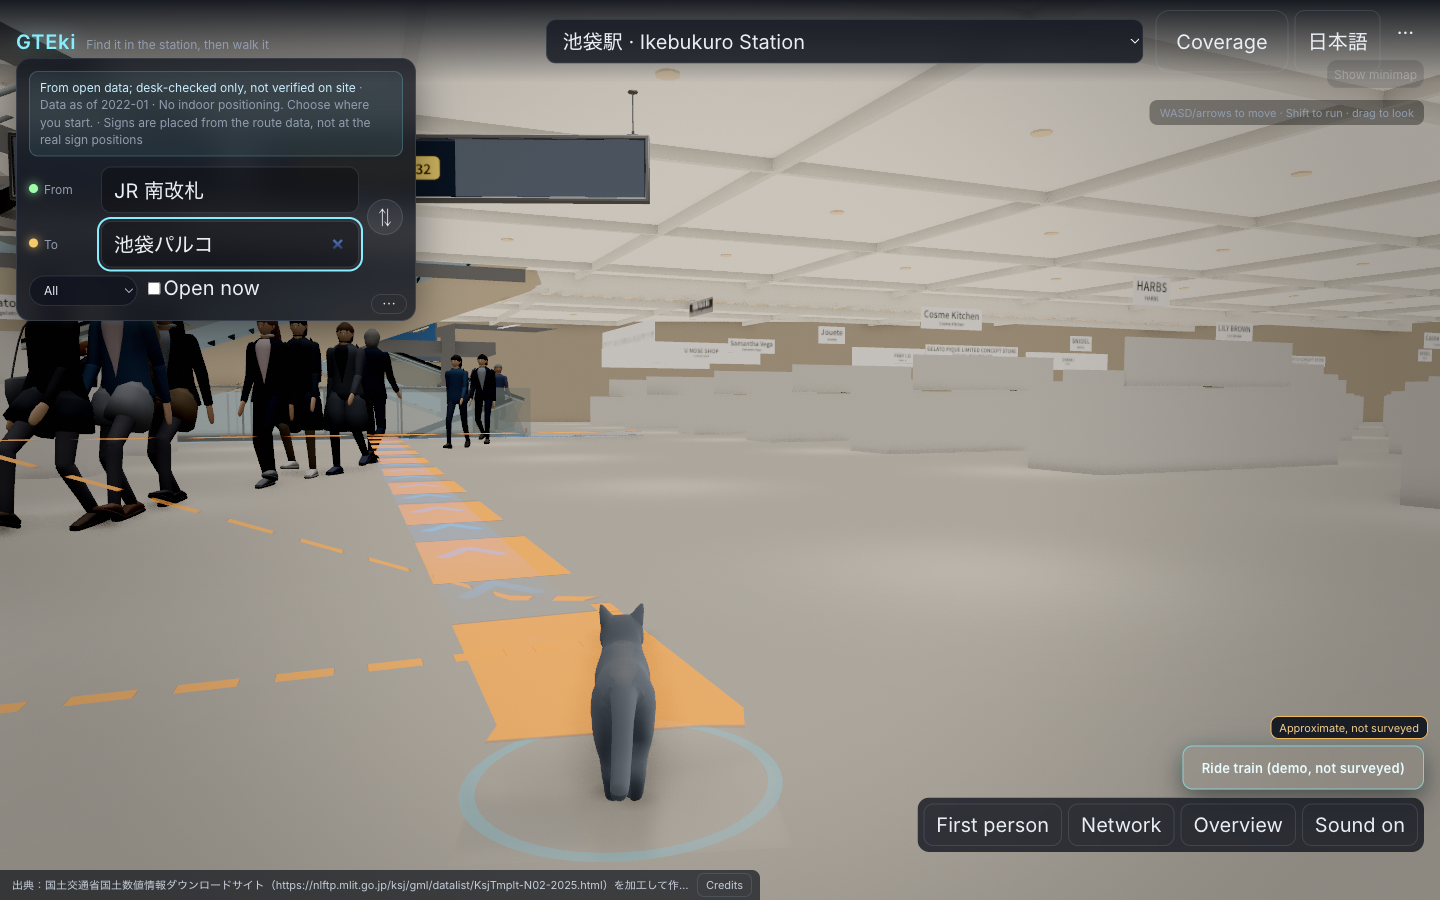 GTEki Find it in the station, then walk it
池袋駅 · Ikebukuro Station
Coverage
日本語
...
Show minimap
WASD/arrows to move · Shift to run · drag to look
From open data; desk-checked only, not verified on site ·
Data as of 2022-01 · No indoor positioning. Choose where
you start. · Signs are placed from the route data, not at the
real sign positions
From JR 南改札
To 池袋パルコ
All
Open now
...
32
HARBS
HARBS
Cosme Kitchen
Jouete
Samantha Vega
LILY BROWN
SNIDEL
GELATO PIQUE LIMITED CONCEPT STORE
Approximate, not surveyed
Ride train (demo, not surveyed)
First person
Network
Overview
Sound on
出典：国土交通省国土数値情報ダウンロードサイト（https://nlftp.mlit.go.jp/ksj/gml/datalist/KsjTmplt-N02-2025.html）を加工して作...
Credits